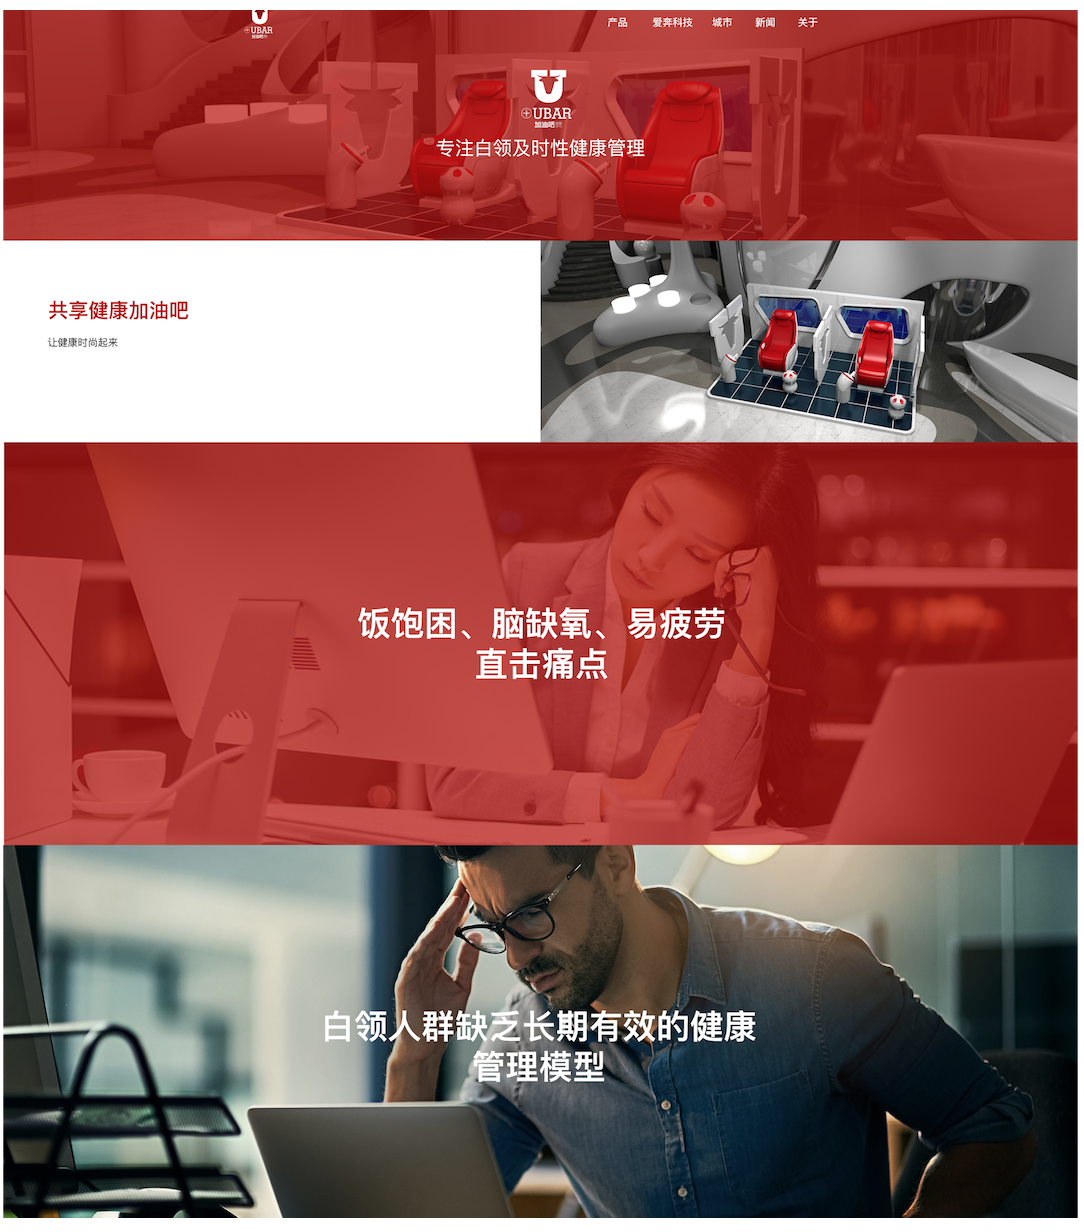 +UBAR
加油吧
产品 爱奔科技 城市 新闻 关于
+UBAR
加油吧
专注白领及时性健康管理
共享健康加油吧
让健康时尚起来
饭饱困、脑缺氧、易疲劳
直击痛点
白领人群缺乏长期有效的健康
管理模型